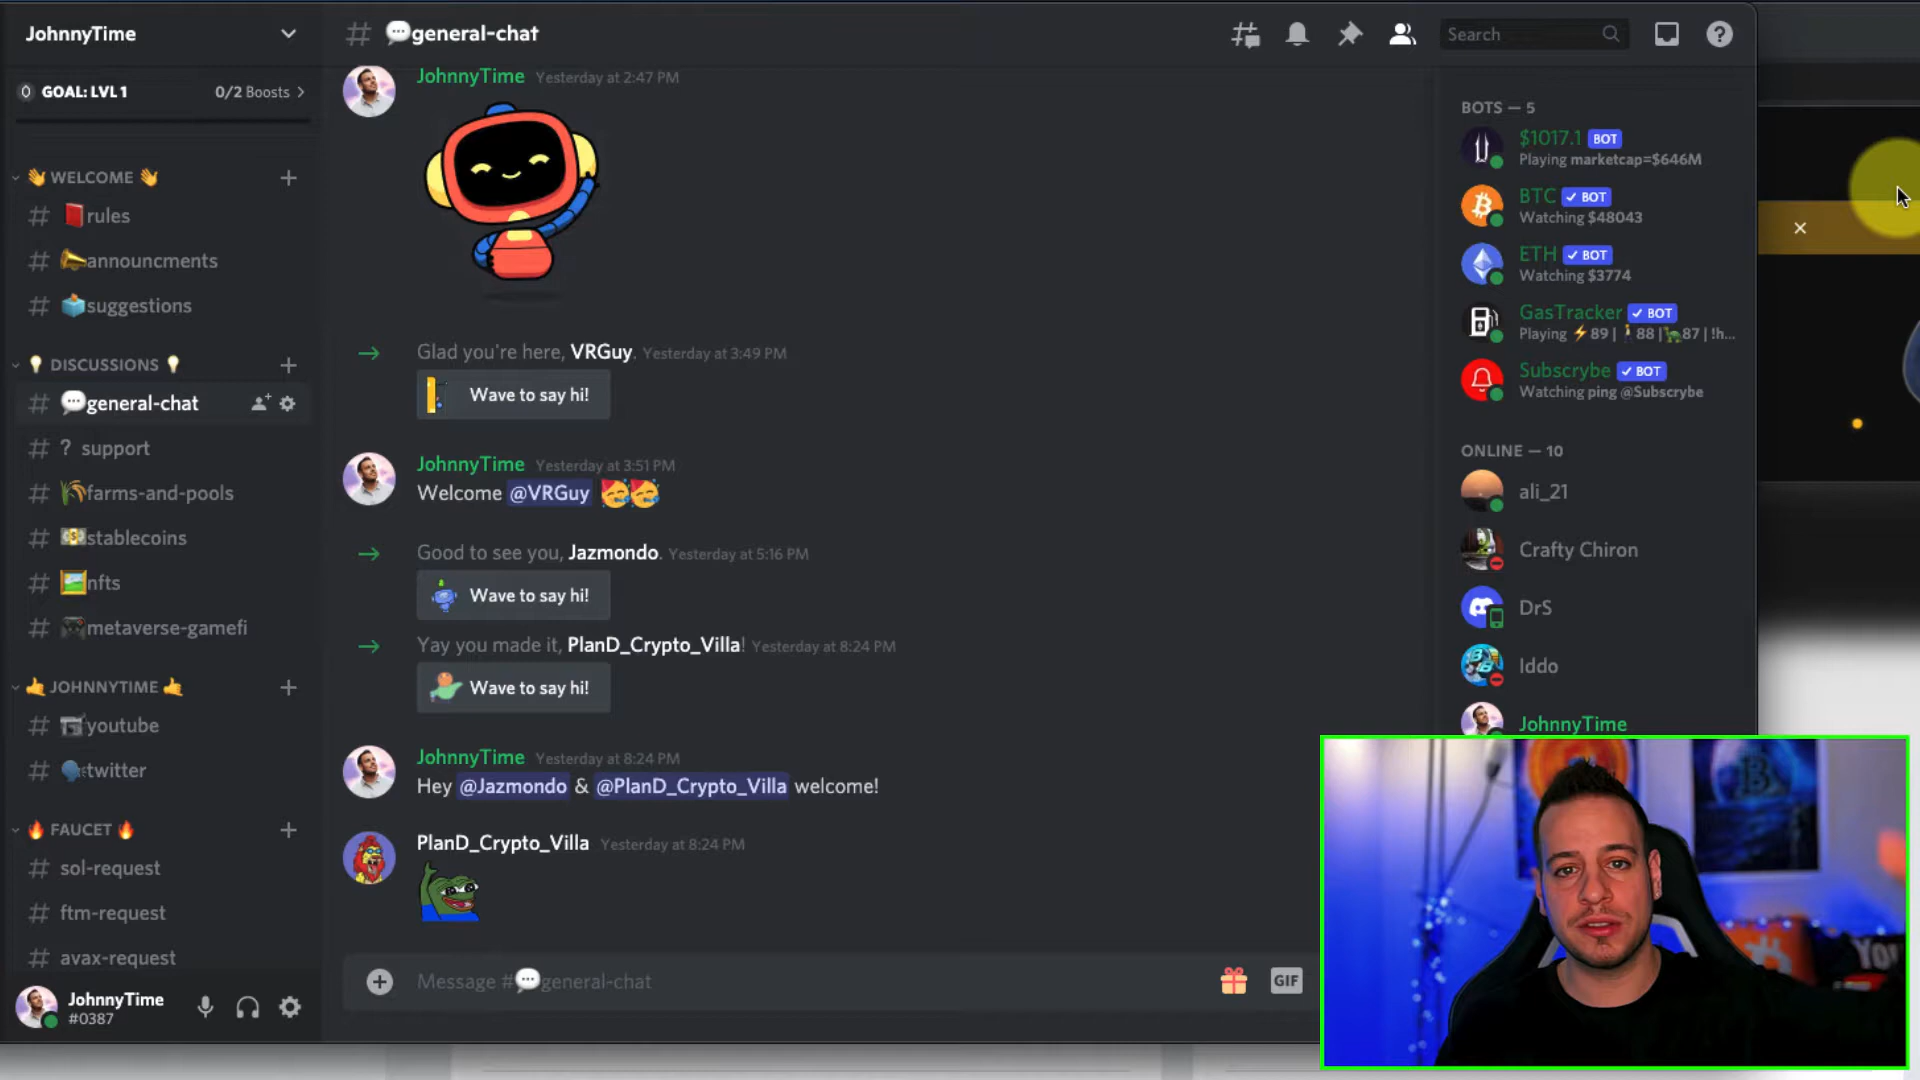 JohnnyTime
GOAL: LVL 1
0/2 Boosts
WELCOME
rules
announcments
suggestions
DISCUSSIONS
general-chat
? support
farms-and-pools
stablecoins
nfts
metaverse-gamefi
JOHNNYTIME
youtube
twitter
FAUCET
sol-request
ftm-request
avax-request
JohnnyTime
#0387
# general-chat
Search
JohnnyTime Yesterday at 2:47 PM
Glad you're here, VRGuy. Yesterday at 3:49 PM
Wave to say hi!
JohnnyTime Yesterday at 3:51 PM
Welcome @VRGuy
Good to see you, Jazmondo. Yesterday at 5:16 PM
Wave to say hi!
Yay you made it, PlanD_Crypto_Villa! Yesterday at 8:24 PM
Wave to say hi!
JohnnyTime Yesterday at 8:24 PM
Hey @Jazmondo & @PlanD_Crypto_Villa welcome!
PlanD_Crypto_Villa Yesterday at 8:24 PM
Message # general-chat
GIF
BOTS — 5
$1017.1 BOT
Playing marketcap=$646M
BTC ✓ BOT
Watching $48043
ETH ✓ BOT
Watching $3774
GasTracker ✓ BOT
Playing ⚡89 | 🚶88 | 🐢87 | !h...
Subscrybe ✓ BOT
Watching ping @Subscrybe
ONLINE — 10
ali_21
Crafty Chiron
DrS
Iddo
JohnnyTime